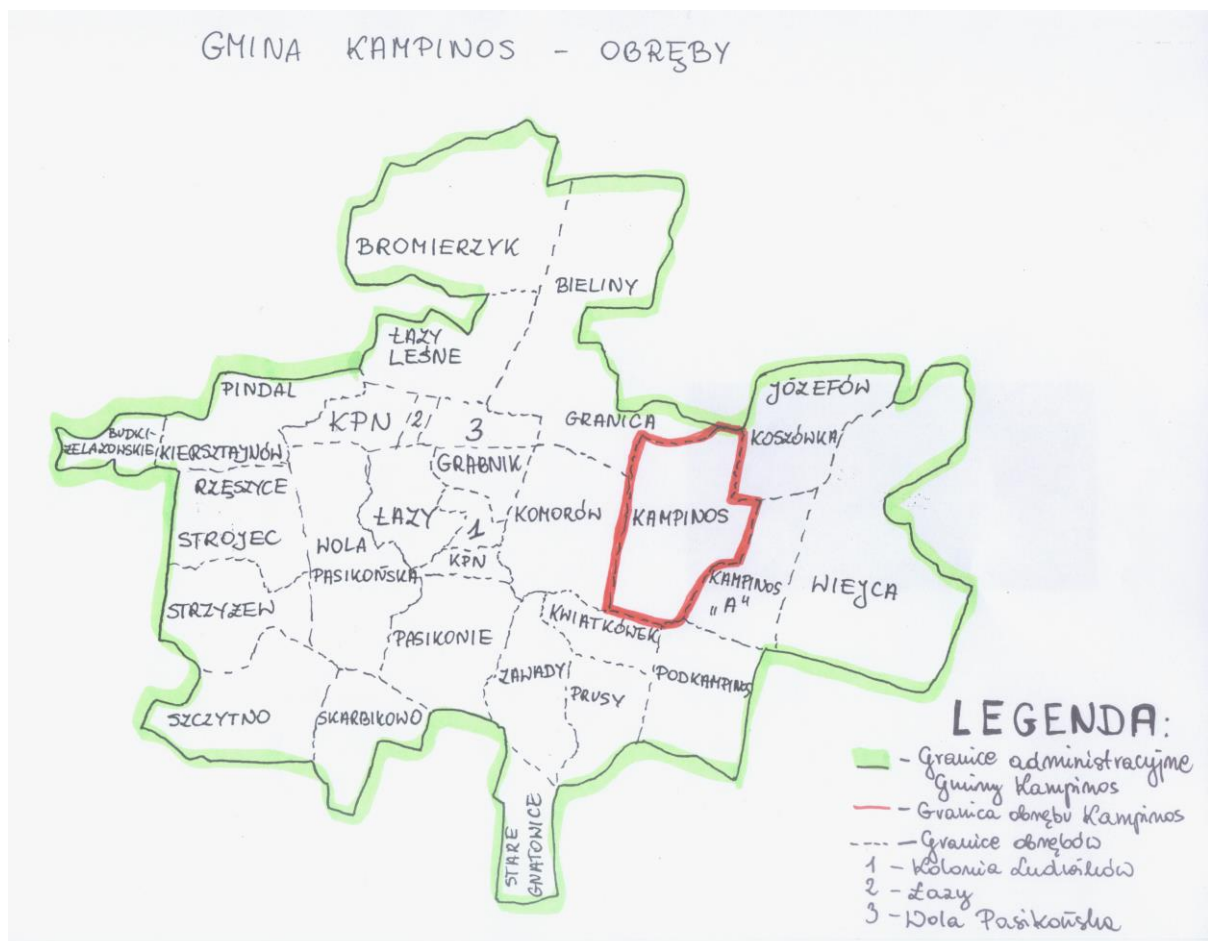 GMINA KAMPINOS - OBRĘBY
BROMIERZYK
BIELINY
ŁAZY
LEŚNE
PINDAL
JÓZEFÓW
KPN
2
3
GRANICA
KOSZÓWKA
BUDKI-
ŻELAZOWSKIE
KIERSZTAJNÓW
GRABNIK
RZĘSZYCE
ŁAZY
1
KOMORÓW
KAMPINOS
STROJEC
WOLA
PASIKOŃSKA
KPN
KAMPINOS
"A"
WIEJCA
STRZYŻEW
KWIATKÓWEK
PASIKONIE
ZAWADY
PODKAMPINOS
PRUSY
SZCZYTNO
SKARBIKOWO
STARE
GNATOWICE
LEGENDA:
- Granice administracyjne
Gminy Kampinos
- Granica obrębu Kampinos
---- - Granice obrębów
1 - Kolonia Ludwików
2 - Łazy
3 - Wola Pasikońska